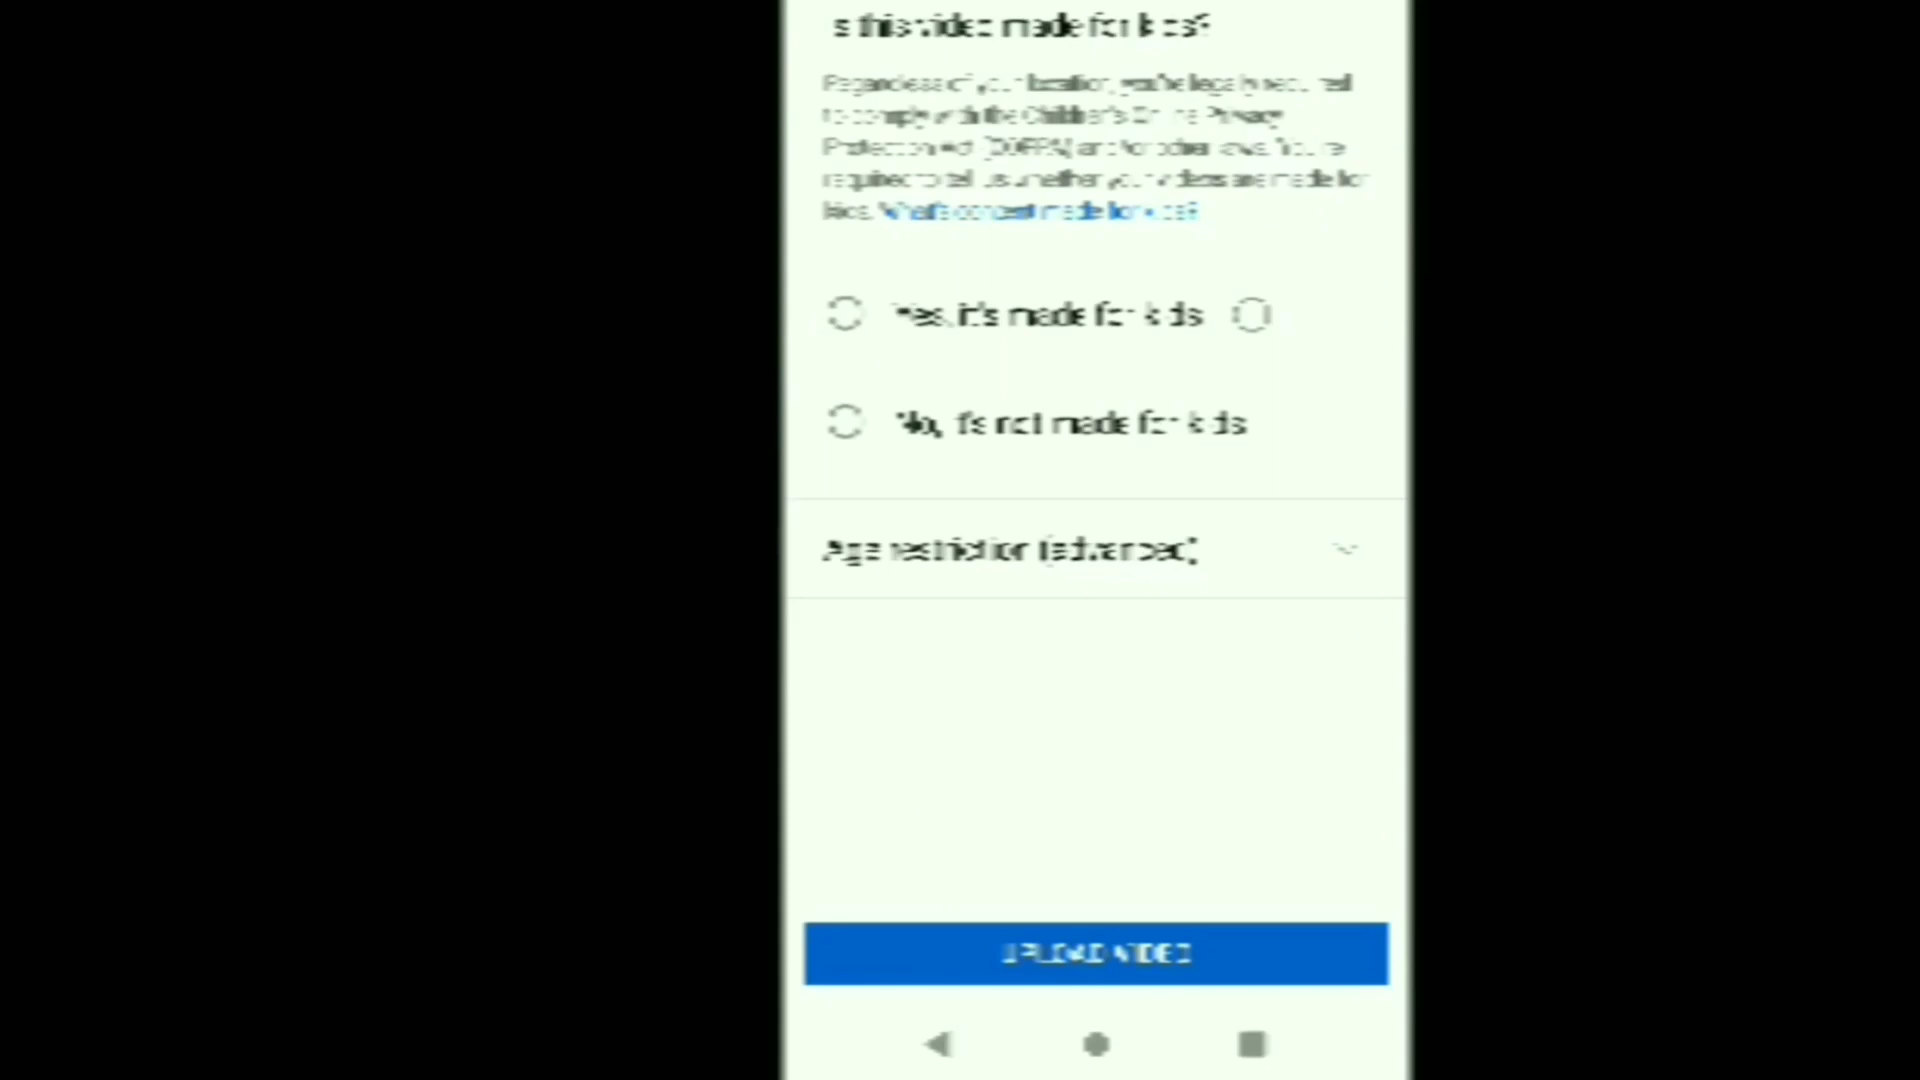 Is this video made for kids?
Regardless of your location, you're legally required
to comply with the Children's Online Privacy
Protection Act (COPPA) and/or other laws. You're
required to tell us whether your videos are made for
kids. What's content made for kids?
Yes, it's made for kids
No, it's not made for kids
Age restriction (advanced)
UPLOAD VIDEO